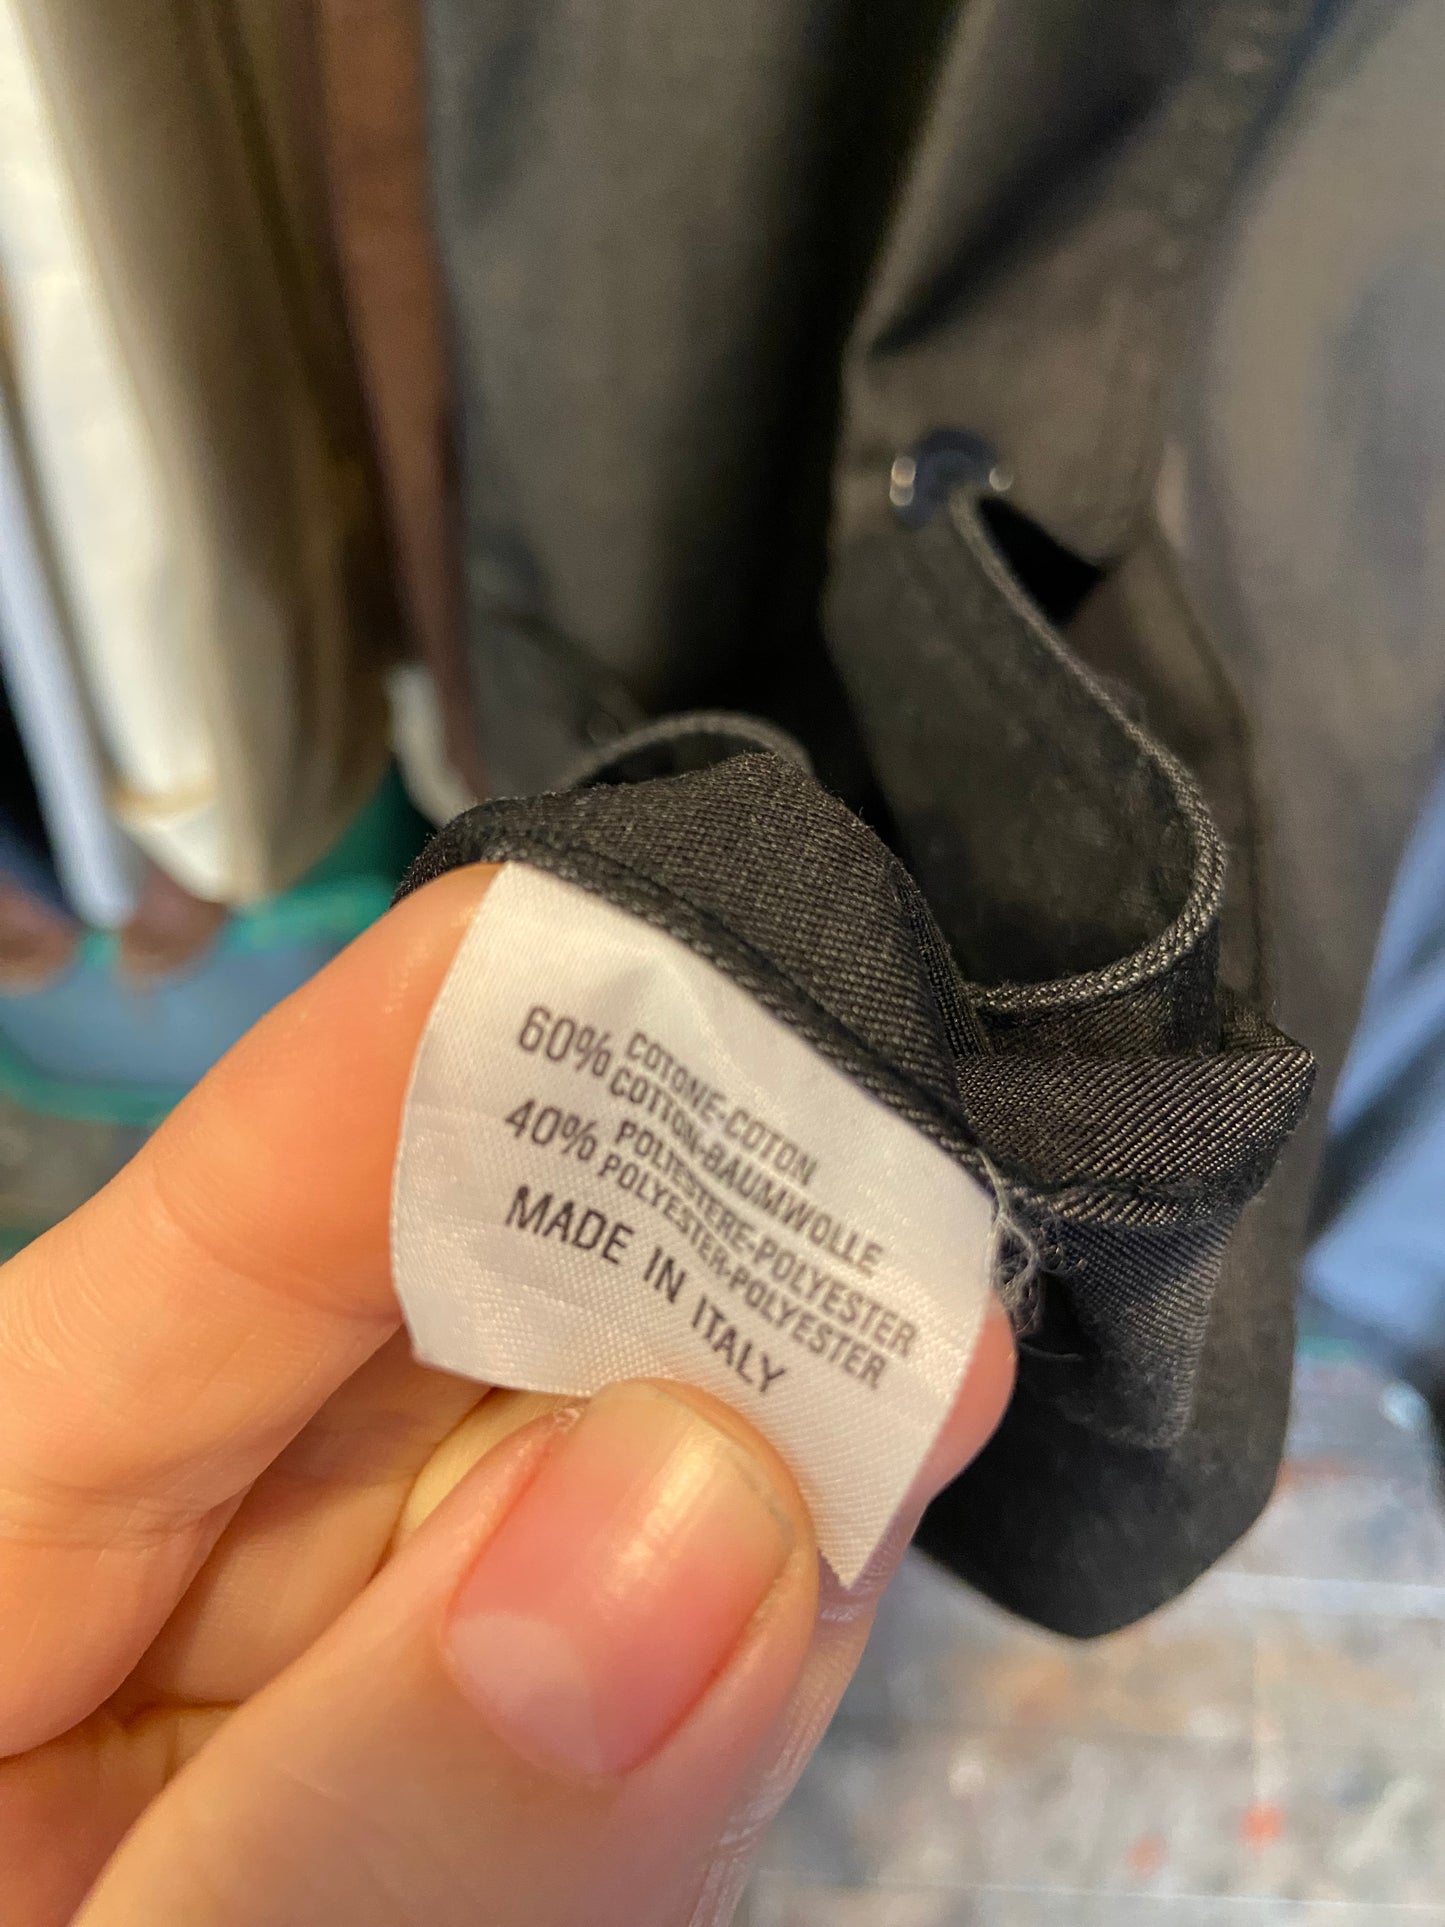 60% COTONE-COTON
COTTON-BAUMWOLLE
40% POLIESTERE-POLYESTER
POLYESTER-POLYESTER
MADE IN ITALY